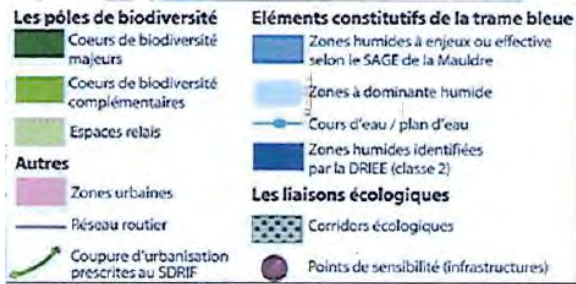 Les pôles de biodiversité
Coeurs de biodiversité
majeurs
Coeurs de biodiversité
complémentaires
Espaces relais
Autres
Zones urbaines
Réseau routier
Coupure d'urbanisation
prescrites au SDRIF
Eléments constitutifs de la trame bleue
Zones humides à enjeux ou effective
selon le SAGE de la Mauldre
Zones à dominante humide
Cours d'eau / plan d'eau
Zones humides identifiées
par la DRIEE (classe 2)
Les liaisons écologiques
Corridors écologiques
Points de sensibilité (infrastructures)